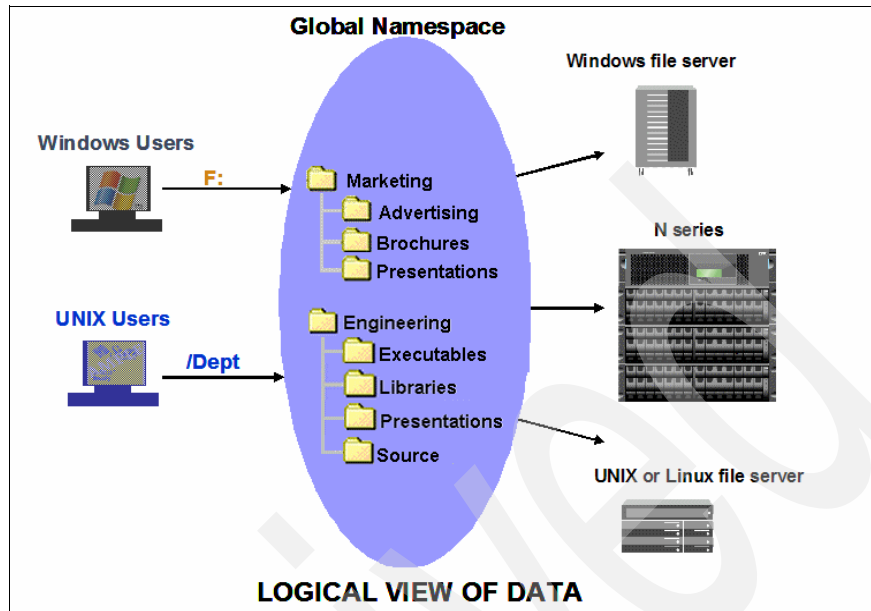 Global Namespace
Windows file server
Windows Users
F:
Marketing
Advertising
Brochures
Presentations
N series
UNIX Users
/Dept
Engineering
Executables
Libraries
Presentations
Source
UNIX or Linux file server
LOGICAL VIEW OF DATA